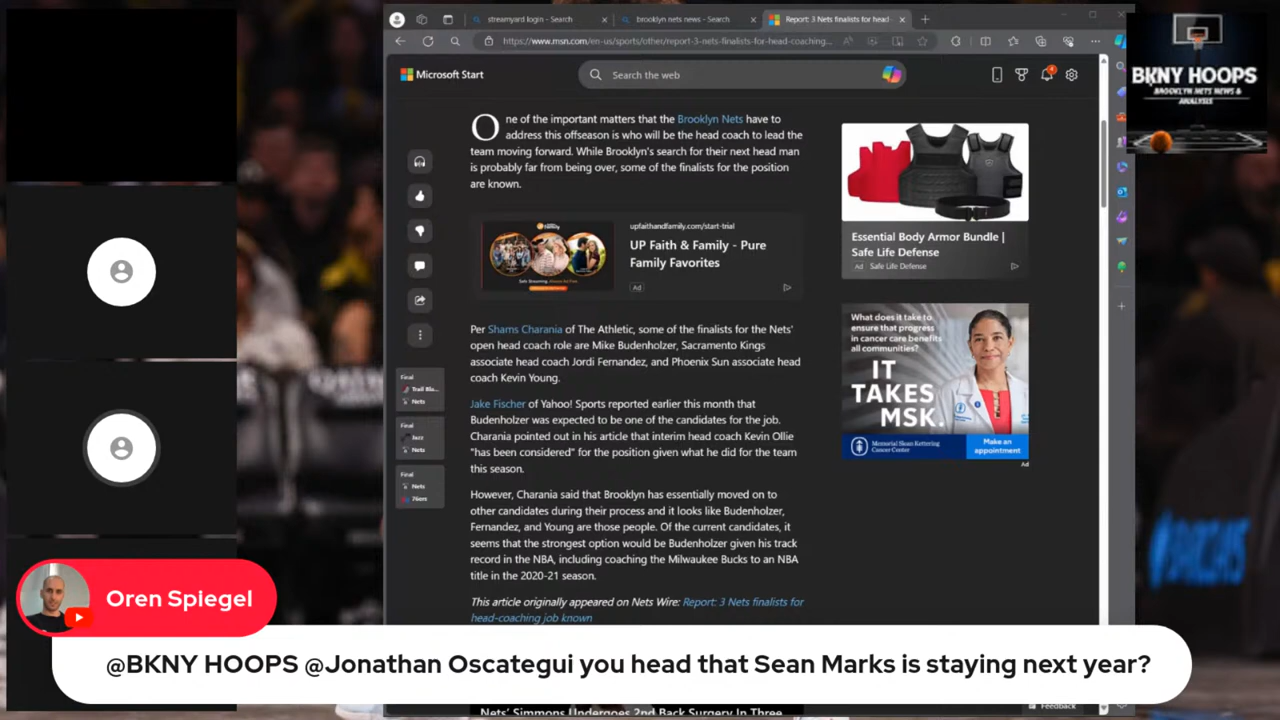 streamyard login - Search
brooklyn nets news - Search
Report: 3 Nets finalists for head
https://www.msn.com/en-us/sports/other/report-3-nets-finalists-for-head-coaching...
Microsoft Start
Search the web
4
BKNY HOOPS
BROOKLYN NETS NEWS &
ANALYSIS
One of the important matters that the Brooklyn Nets have to
address this offseason is who will be the head coach to lead the
team moving forward. While Brooklyn's search for their next head man
is probably far from being over, some of the finalists for the position
are known.
upfaithandfamily.com/start-trial
UP Faith & Family - Pure
Family Favorites
Ad
Essential Body Armor Bundle |
Safe Life Defense
Ad Safe Life Defense
Per Shams Charania of The Athletic, some of the finalists for the Nets'
open head coach role are Mike Budenholzer, Sacramento Kings
associate head coach Jordi Fernandez, and Phoenix Sun associate head
coach Kevin Young.
Jake Fischer of Yahoo! Sports reported earlier this month that
Budenholzer was expected to be one of the candidates for the job.
Charania pointed out in his article that interim head coach Kevin Ollie
"has been considered" for the position given what he did for the team
this season.
However, Charania said that Brooklyn has essentially moved on to
other candidates during their process and it looks like Budenholzer,
Fernandez, and Young are those people. Of the current candidates, it
seems that the strongest option would be Budenholzer given his track
record in the NBA, including coaching the Milwaukee Bucks to an NBA
title in the 2020-21 season.
This article originally appeared on Nets Wire: Report: 3 Nets finalists for
head-coaching job known
Final
Trail Bla...
Nets
Final
Jazz
Nets
Final
Nets
76ers
What does it take to
ensure that progress
in cancer care benefits
all communities?
IT
TAKES
MSK.
Memorial Sloan Kettering
Cancer Center
Make an
appointment
Ad
Oren Spiegel
@BKNY HOOPS @Jonathan Oscategui you head that Sean Marks is staying next year?
Nets' Simmons Undergoes 2nd Back Surgery In Three
Feedback